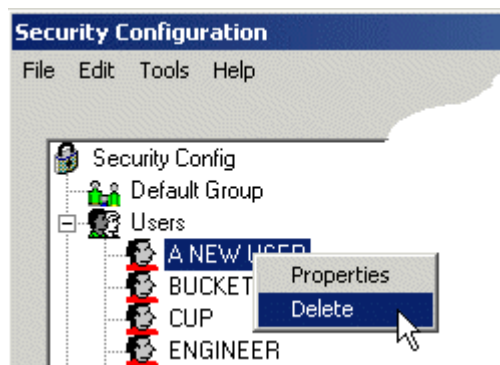 Security Configuration
File Edit Tools Help
Security Config
Default Group
Users
A NEW USER
Properties
BUCKET
Delete
CUP
ENGINEER